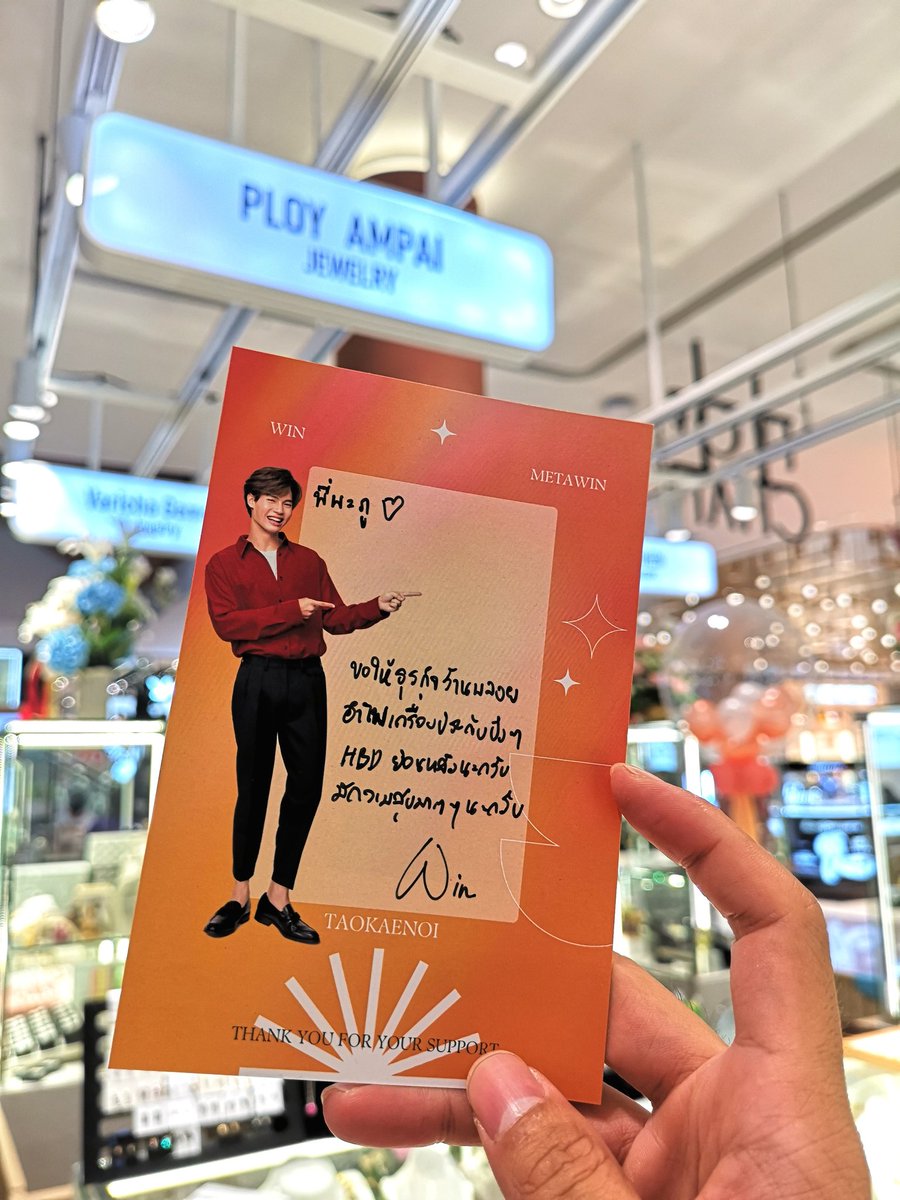 PLOY AMPAI
JEWELRY
WIN
METAWIN
พี่มะภู ♡
ขอให้ธุรกิจร้านพลอย
อำไพเครื่องประดับปังๆ
HBD ย้อนหลังนะครับ
มีความสุขมากๆนะครับ
Win
TAOKAENOI
THANK YOU FOR YOUR SUPPORT